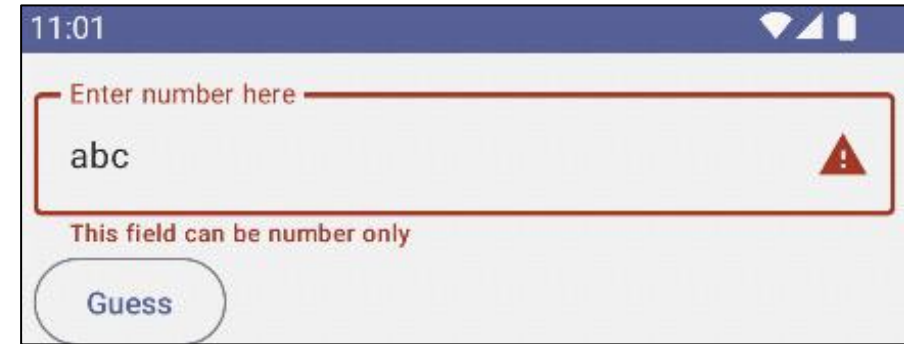 11:01
Enter number here
abc
This field can be number only
Guess